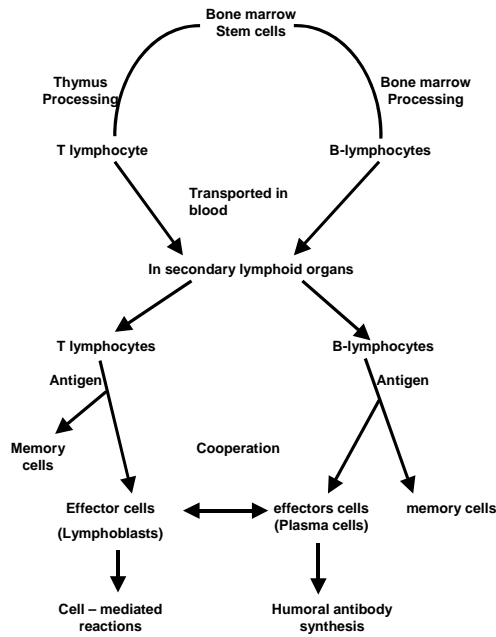 Bone marrow
Stem cells
Thymus
Processing
Bone marrow
Processing
T lymphocyte
B-lymphocytes
Transported in
blood
In secondary lymphoid organs
T lymphocytes
B-lymphocytes
Antigen
Antigen
Memory
cells
Cooperation
Effector cells
(Lymphoblasts)
effectors cells
(Plasma cells)
memory cells
Cell – mediated
reactions
Humoral antibody
synthesis